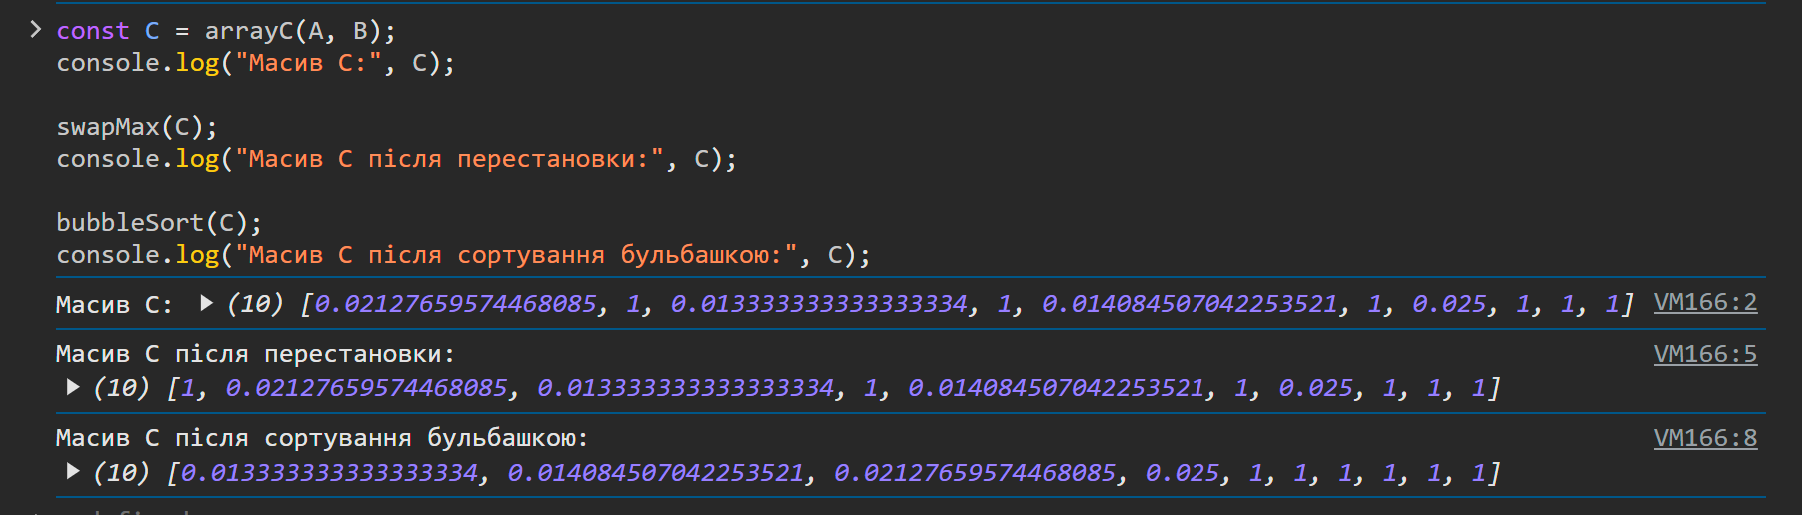 const C = arrayC(A, B);
console.log("Масив C:", C);
swapMax(C);
console.log("Масив C після перестановки:", C);
bubbleSort(C);
console.log("Масив C після сортування бульбашкою:", C);
Масив C: (10) [0.02127659574468085, 1, 0.013333333333333334, 1, 0.014084507042253521, 1, 0.025, 1, 1, 1] VM166:2
Масив C після перестановки: VM166:5
(10) [1, 0.02127659574468085, 0.013333333333333334, 1, 0.014084507042253521, 1, 0.025, 1, 1, 1]
Масив C після сортування бульбашкою: VM166:8
(10) [0.013333333333333334, 0.014084507042253521, 0.02127659574468085, 0.025, 1, 1, 1, 1, 1, 1]